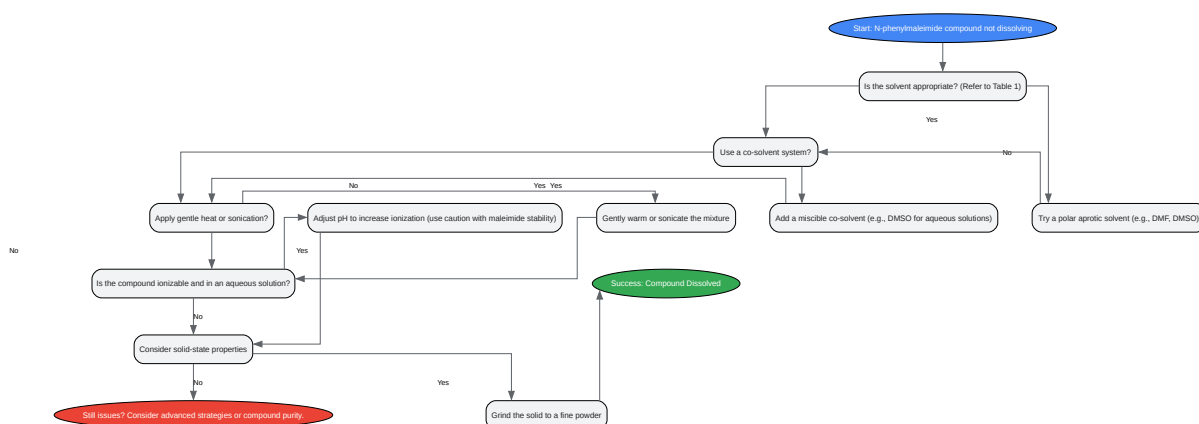 Start: N-phenylmaleimide compound not dissolving
Is the solvent appropriate? (Refer to Table 1)
Yes
Use a co-solvent system?
No
No
Yes Yes
Apply gentle heat or sonication?
Adjust pH to increase ionization (use caution with maleimide stability)
Gently warm or sonicate the mixture
Add a miscible co-solvent (e.g., DMSO for aqueous solutions)
Try a polar aprotic solvent (e.g., DMF, DMSO)
No
Yes
Is the compound ionizable and in an aqueous solution?
Success: Compound Dissolved
No
Consider solid-state properties
No
Yes
Still issues? Consider advanced strategies or compound purity.
Grind the solid to a fine powder